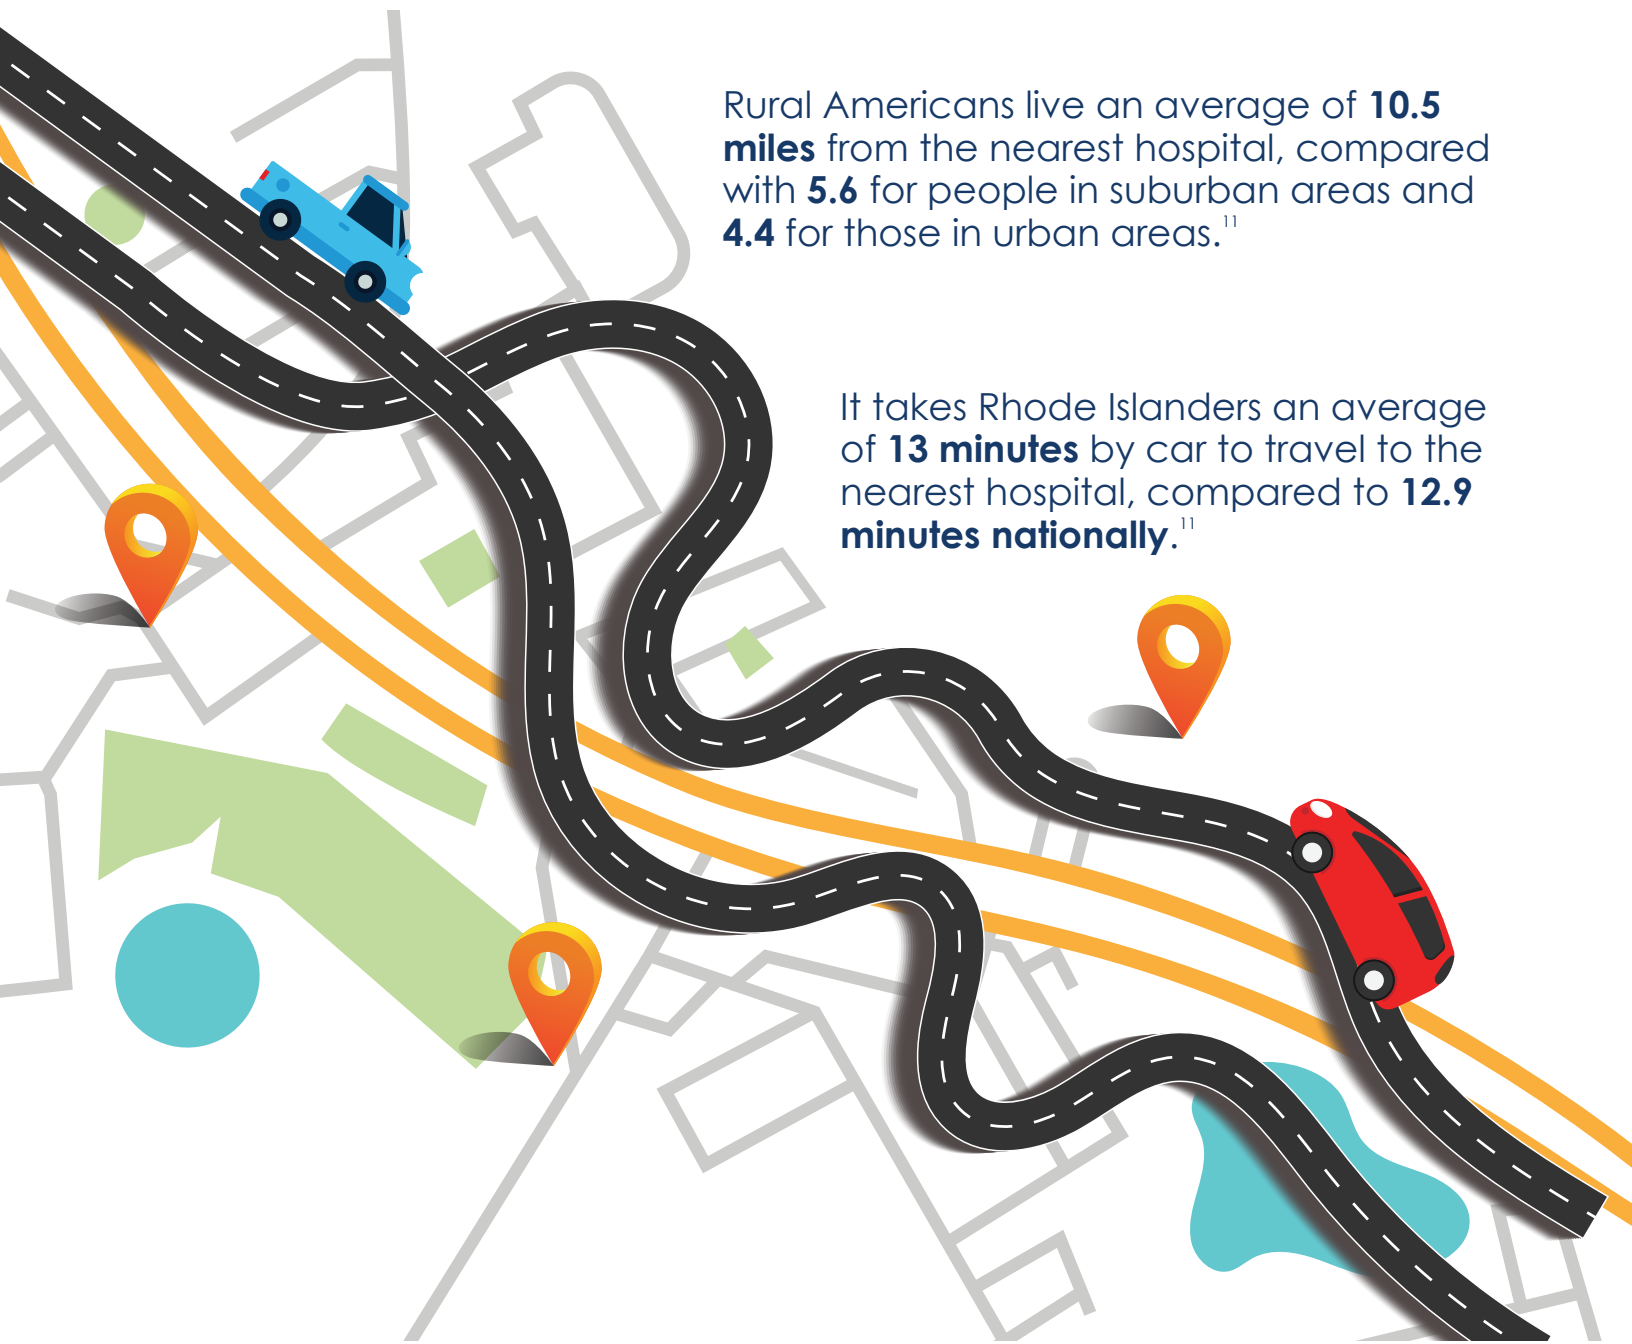 Rural Americans live an average of 10.5
miles from the nearest hospital, compared
with 5.6 for people in suburban areas and
4.4 for those in urban areas.11
It takes Rhode Islanders an average
of 13 minutes by car to travel to the
nearest hospital, compared to 12.9
minutes nationally.11